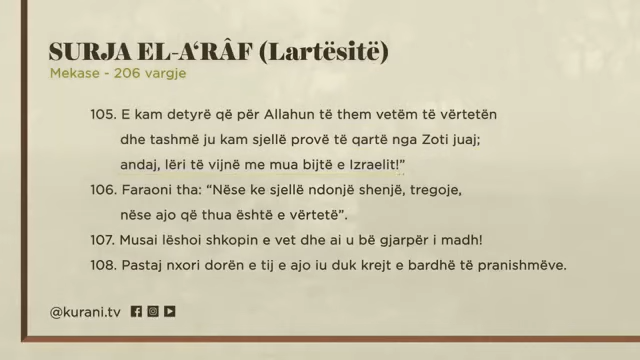 SURJA EL-A‘RÂF (Lartësitë)
Mekase - 206 vargje
105. E kam detyrë që për Allahun të them vetëm të vërtetën
dhe tashmë ju kam sjellë provë të qartë nga Zoti juaj;
andaj, lëri të vijnë me mua bijtë e Izraelit!”
106. Faraoni tha: “Nëse ke sjellë ndonjë shenjë, tregoje,
nëse ajo që thua është e vërtetë”.
107. Musai lëshoi shkopin e vet dhe ai u bë gjarpër i madh!
108. Pastaj nxori dorën e tij e ajo iu duk krejt e bardhë të pranishmëve.
@kurani.tv